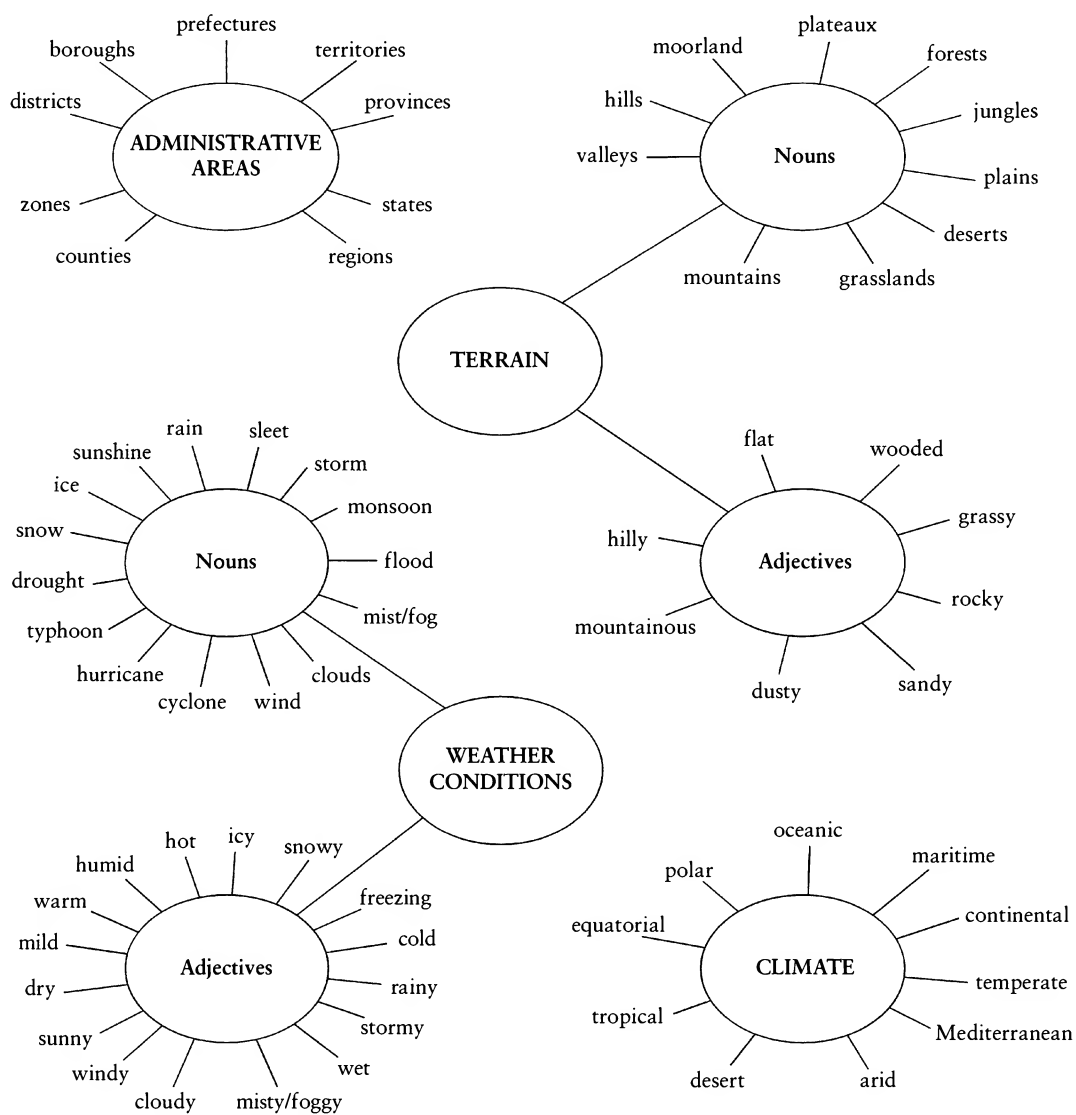 prefectures
boroughs
territories
districts
provinces
ADMINISTRATIVE
AREAS
zones
states
counties
regions
plateaux
moorland
forests
hills
jungles
valleys
Nouns
plains
deserts
mountains
grasslands
TERRAIN
rain
sleet
sunshine
storm
ice
monsoon
snow
Nouns
flood
drought
mist/fog
typhoon
hurricane
clouds
cyclone
wind
flat
wooded
grassy
hilly
Adjectives
rocky
mountainous
dusty
sandy
WEATHER
CONDITIONS
icy
hot
snowy
humid
freezing
warm
cold
mild
Adjectives
dry
rainy
sunny
stormy
windy
wet
cloudy
misty/foggy
oceanic
polar
maritime
equatorial
continental
CLIMATE
temperate
tropical
Mediterranean
desert
arid